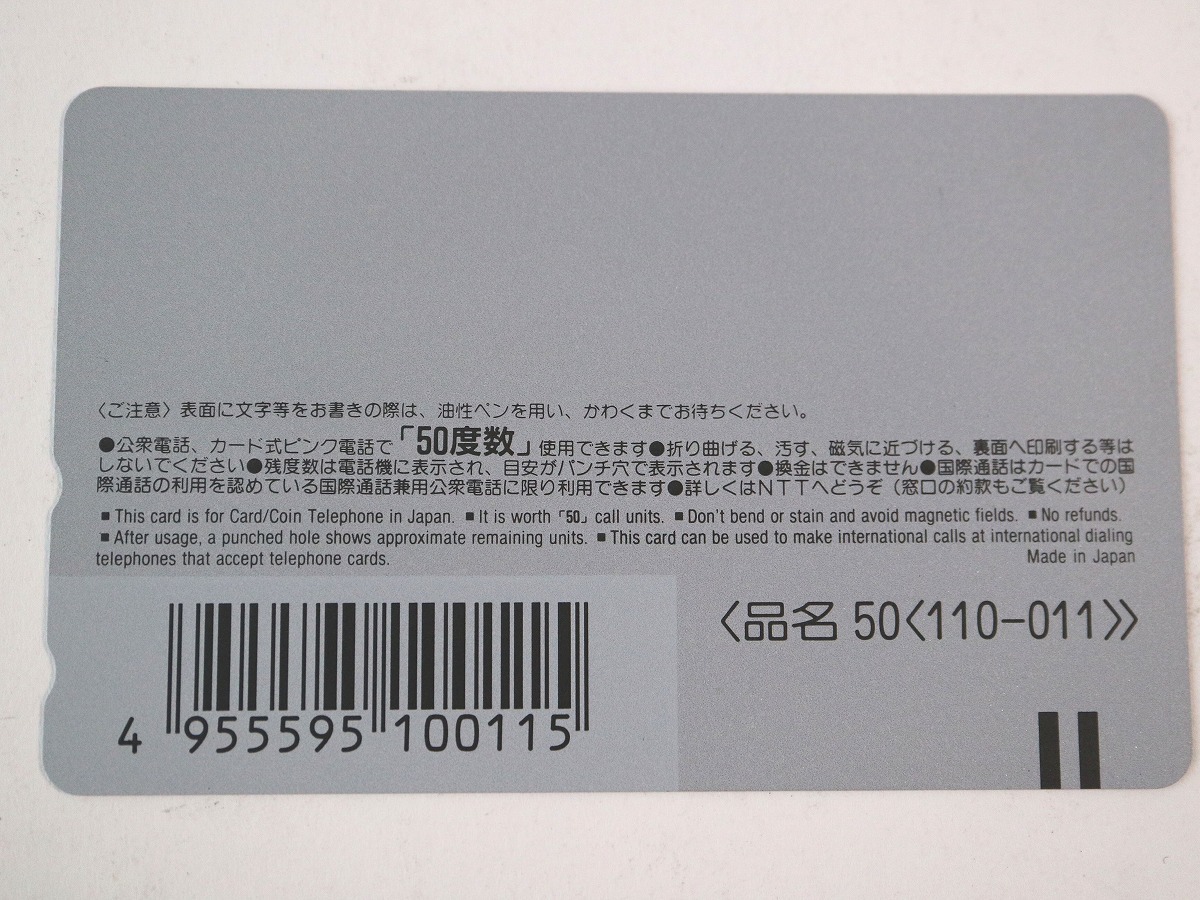 〈ご注意〉表面に文字等をお書きの際は、油性ペンを用い、かわくまでお待ちください。
●公衆電話、カード式ピンク電話で「50度数」使用できます●折り曲げる、汚す、磁気に近づける、裏面へ印刷する等は
しないでください●残度数は電話機に表示され、目安がパンチ穴で表示されます●換金はできません●国際通話はカードでの国
際通話の利用を認めている国際通話兼用公衆電話に限り利用できます●詳しくはNTTへどうぞ（窓口の約款もご覧ください）
■ This card is for Card/Coin Telephone in Japan. ■ It is worth「50」call units. ■ Don't bend or stain and avoid magnetic fields. ■ No refunds.
■ After usage, a punched hole shows approximate remaining units. ■ This card can be used to make international calls at international dialing
telephones that accept telephone cards. Made in Japan
〈品名 50〈110-011〉〉
4 955595 100115